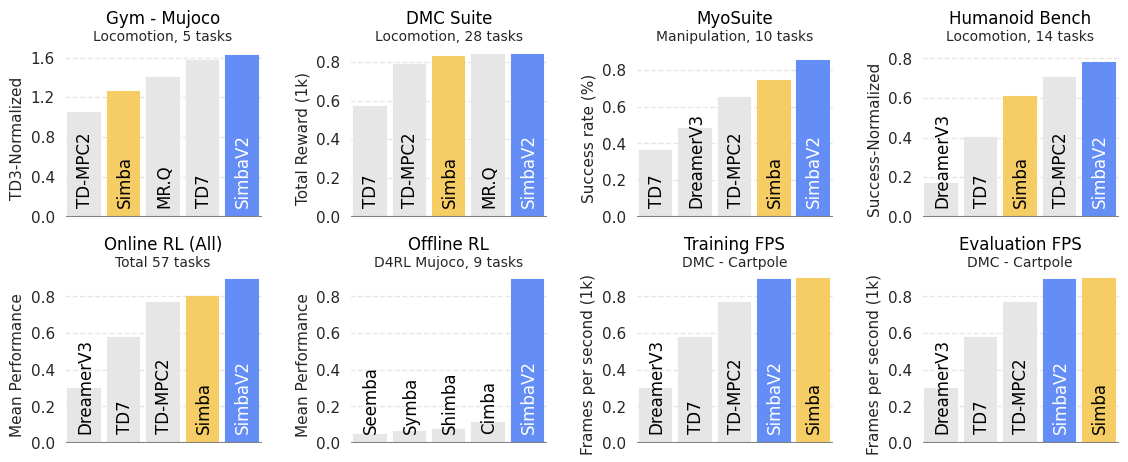 Gym - Mujoco
Locomotion, 5 tasks
TD3-Normalized
1.6
1.2
0.8
0.4
0.0
TD-MPC2
Simba
MR.Q
TD7
SimbaV2
DMC Suite
Locomotion, 28 tasks
Total Reward (1k)
0.8
0.6
0.4
0.2
0.0
TD7
TD-MPC2
Simba
MR.Q
SimbaV2
MyoSuite
Manipulation, 10 tasks
Success rate (%)
0.8
0.6
0.4
0.2
0.0
TD7
DreamerV3
TD-MPC2
Simba
SimbaV2
Humanoid Bench
Locomotion, 14 tasks
Success-Normalized
0.8
0.6
0.4
0.2
0.0
DreamerV3
TD7
Simba
TD-MPC2
SimbaV2
Online RL (All)
Total 57 tasks
Mean Performance
0.8
0.6
0.4
0.2
0.0
DreamerV3
TD7
TD-MPC2
Simba
SimbaV2
Offline RL
D4RL Mujoco, 9 tasks
Mean Performance
0.8
0.6
0.4
0.2
0.0
Seemba
Symba
Shimba
Cimba
SimbaV2
Training FPS
DMC - Cartpole
Frames per second (1k)
0.8
0.6
0.4
0.2
0.0
DreamerV3
TD7
TD-MPC2
SimbaV2
Simba
Evaluation FPS
DMC - Cartpole
Frames per second (1k)
0.8
0.6
0.4
0.2
0.0
DreamerV3
TD7
TD-MPC2
SimbaV2
Simba